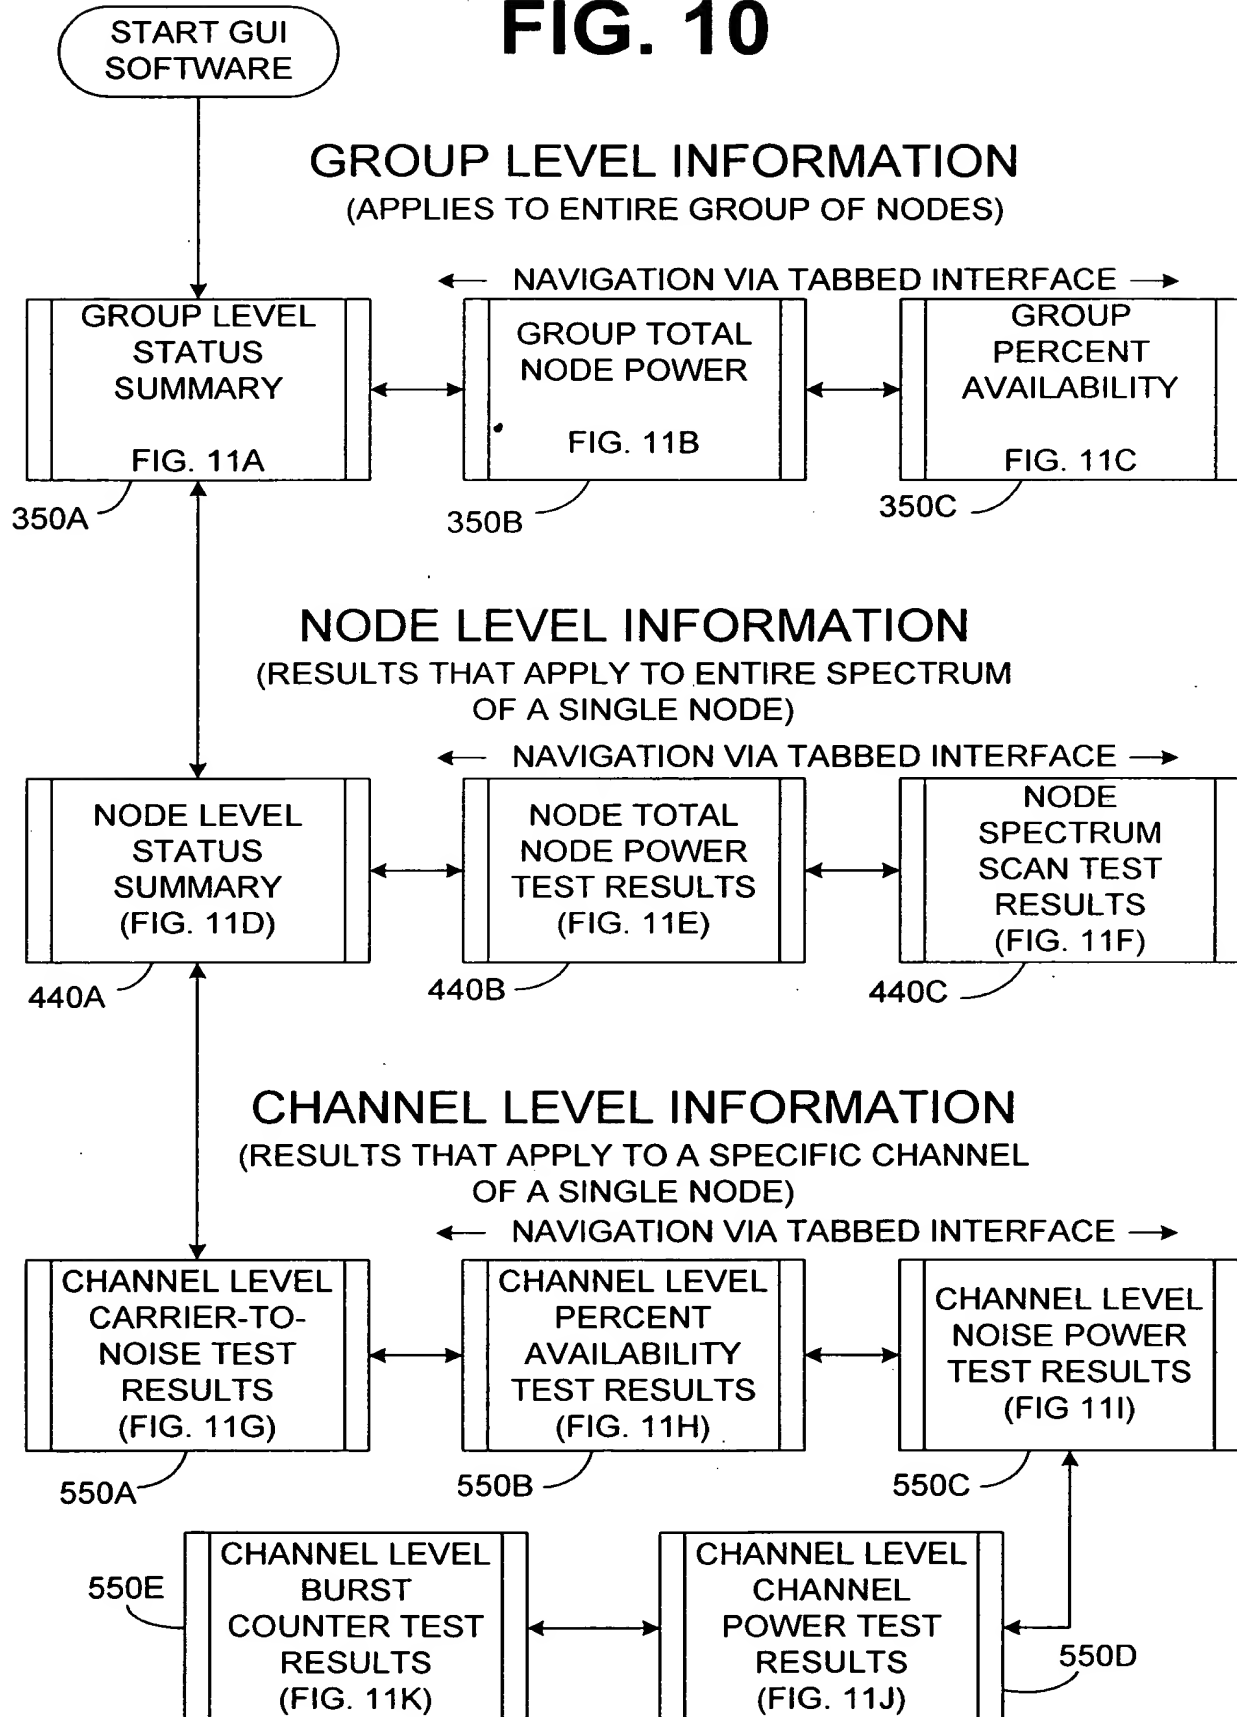 FIG. 10
START GUI
SOFTWARE
GROUP LEVEL INFORMATION
(APPLIES TO ENTIRE GROUP OF NODES)
NAVIGATION VIA TABBED INTERFACE
GROUP LEVEL
STATUS
SUMMARY
FIG. 11A
350A
GROUP TOTAL
NODE POWER
FIG. 11B
350B
GROUP
PERCENT
AVAILABILITY
FIG. 11C
350C
NODE LEVEL INFORMATION
(RESULTS THAT APPLY TO ENTIRE SPECTRUM
OF A SINGLE NODE)
NAVIGATION VIA TABBED INTERFACE
NODE LEVEL
STATUS
SUMMARY
(FIG. 11D)
440A
NODE TOTAL
NODE POWER
TEST RESULTS
(FIG. 11E)
440B
NODE
SPECTRUM
SCAN TEST
RESULTS
(FIG. 11F)
440C
CHANNEL LEVEL INFORMATION
(RESULTS THAT APPLY TO A SPECIFIC CHANNEL
OF A SINGLE NODE)
NAVIGATION VIA TABBED INTERFACE
CHANNEL LEVEL
CARRIER-TO-
NOISE TEST
RESULTS
(FIG. 11G)
550A
CHANNEL LEVEL
PERCENT
AVAILABILITY
TEST RESULTS
(FIG. 11H)
550B
CHANNEL LEVEL
NOISE POWER
TEST RESULTS
(FIG 11I)
550C
550E
CHANNEL LEVEL
BURST
COUNTER TEST
RESULTS
(FIG. 11K)
CHANNEL LEVEL
CHANNEL
POWER TEST
RESULTS
(FIG. 11J)
550D